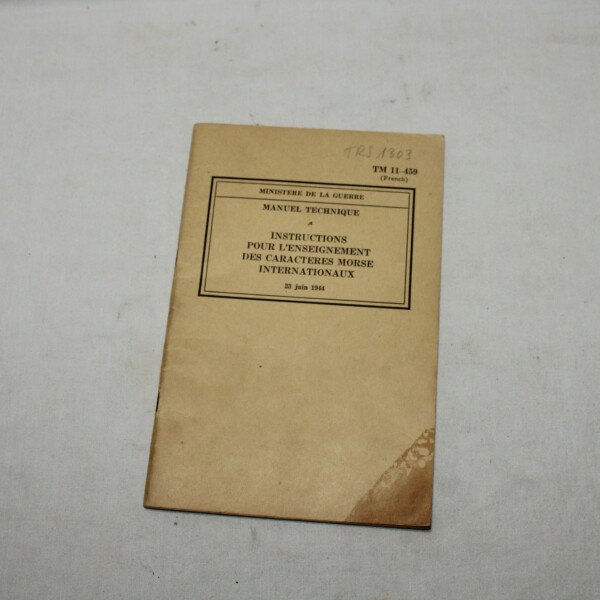 TRS 1303
TM 11-459
(French)
MINISTERE DE LA GUERRE
MANUEL TECHNIQUE
INSTRUCTIONS
POUR L'ENSEIGNEMENT
DES CARACTERES MORSE
INTERNATIONAUX
23 juin 1944